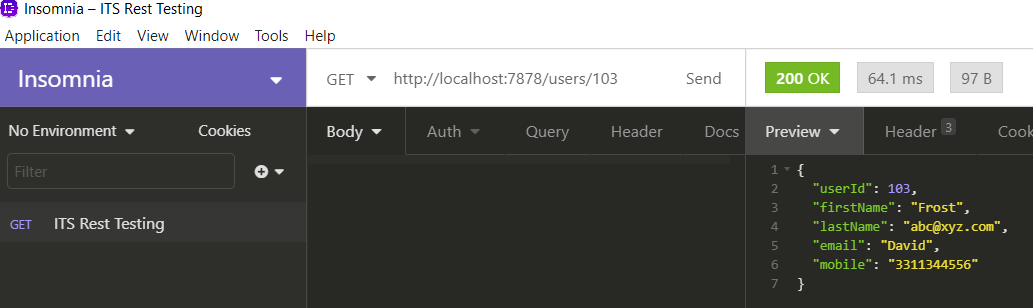 Insomnia – ITS Rest Testing
Application Edit View Window Tools Help
Insomnia
GET http://localhost:7878/users/103 Send
200 OK 64.1 ms 97 B
No Environment Cookies
Body Auth Query Header Docs
Preview Header 3 Cook
Filter
GET ITS Rest Testing
1 {
2 "userId": 103,
3 "firstName": "Frost",
4 "lastName": "abc@xyz.com",
5 "email": "David",
6 "mobile": "3311344556"
7 }